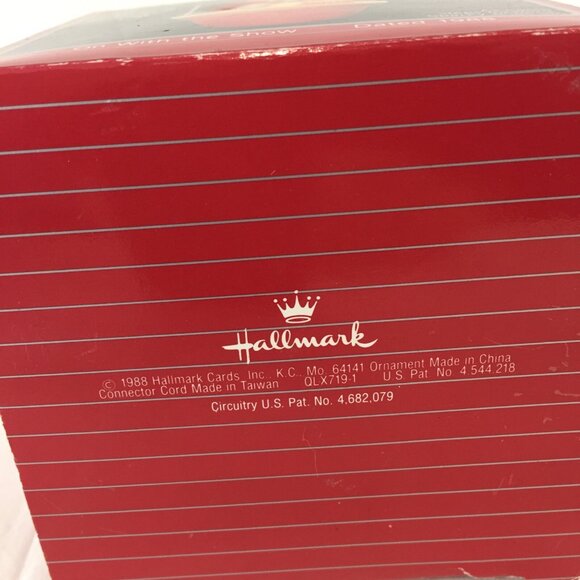 on with the show Dated 1988
Hallmark
© 1988 Hallmark Cards, Inc., K.C., Mo. 64141 Ornament Made in China
Connector Cord Made in Taiwan QLX719-1 U.S. Pat. No. 4,544,218
Circuitry U.S. Pat. No. 4,682,079